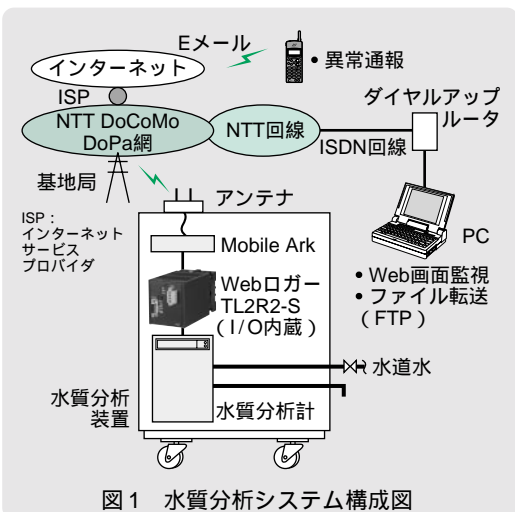 Eメール
インターネット
• 異常通報
ISP
ダイヤルアップ
ルータ
NTT DoCoMo
DoPa網
NTT回線
ISDN回線
基地局
アンテナ
ISP：
インターネット
サービス
プロバイダ
Mobile Ark
PC
Webロガー
TL2R2-S
（I/O内蔵）
• Web画面監視
• ファイル転送
（FTP）
水道水
水質分析
装置
水質分析計
図1 水質分析システム構成図